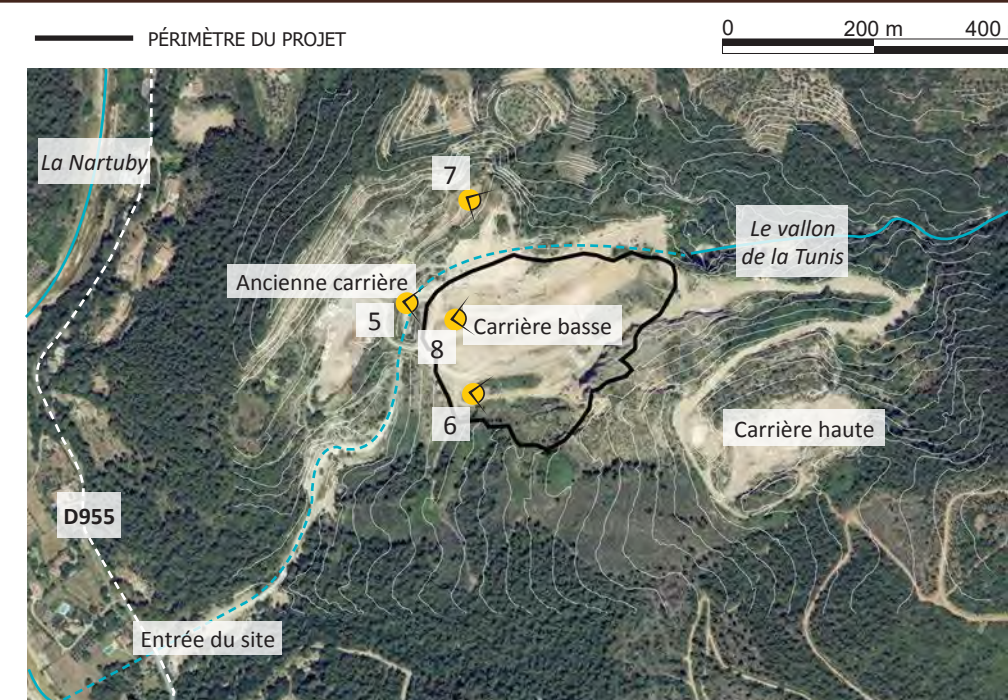 PÉRIMÈTRE DU PROJET
0 200 m 400
La Nartuby
7
Le vallon
de la Tunis
Ancienne carrière
5
8
Carrière basse
6
Carrière haute
D955
Entrée du site